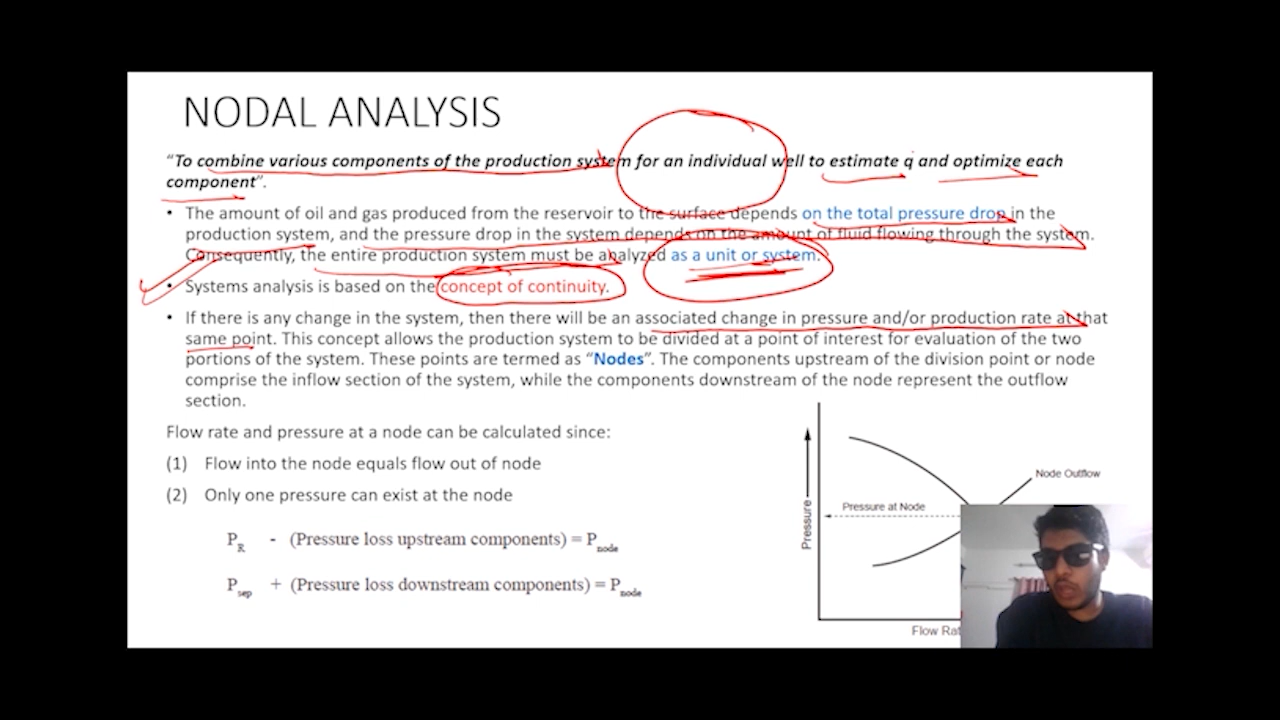 NODAL ANALYSIS
“To combine various components of the production system for an individual well to estimate q and optimize each
component”.
• The amount of oil and gas produced from the reservoir to the surface depends on the total pressure drop in the
production system, and the pressure drop in the system depends on the amount of fluid flowing through the system.
Consequently, the entire production system must be analyzed as a unit or system.
• Systems analysis is based on the concept of continuity.
• If there is any change in the system, then there will be an associated change in pressure and/or production rate at that
same point. This concept allows the production system to be divided at a point of interest for evaluation of the two
portions of the system. These points are termed as “Nodes”. The components upstream of the division point or node
comprise the inflow section of the system, while the components downstream of the node represent the outflow
section.
Flow rate and pressure at a node can be calculated since:
(1) Flow into the node equals flow out of node
(2) Only one pressure can exist at the node
P_R - (Pressure loss upstream components) = P_node
P_sep + (Pressure loss downstream components) = P_node
Node Outflow
Pressure at Node
Pressure
Flow Rat